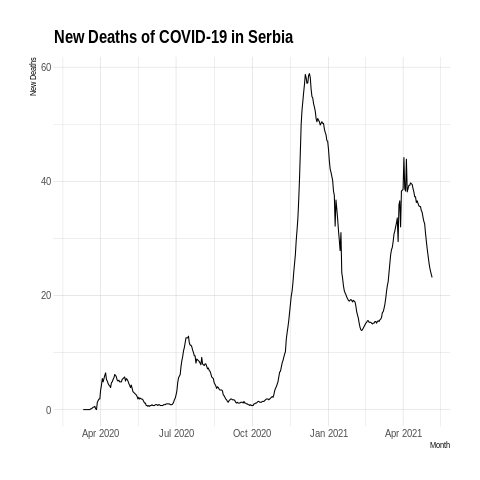 New Deaths of COVID-19 in Serbia
New Deaths
60
40
20
0
Apr 2020 Jul 2020 Oct 2020 Jan 2021 Apr 2021
Month